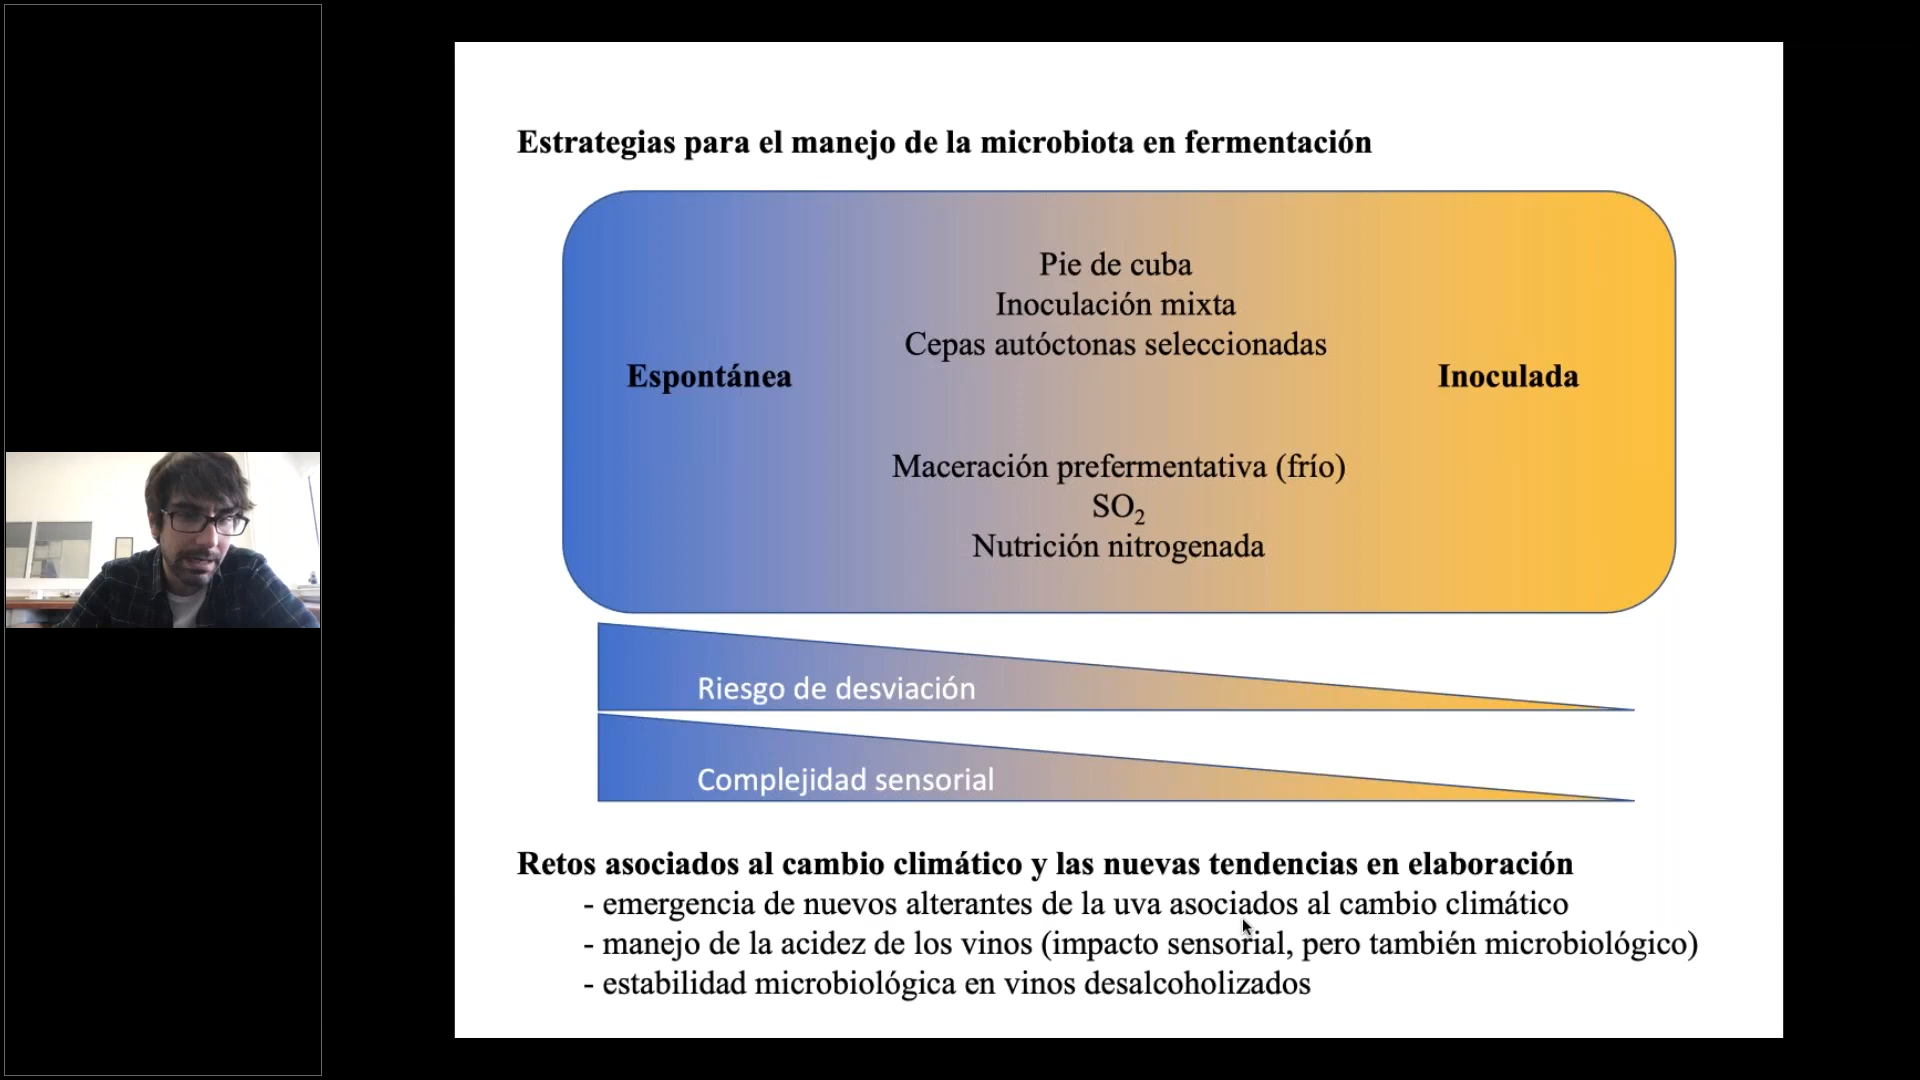 Estrategias para el manejo de la microbiota en fermentación
Pie de cuba
Inoculación mixta
Cepas autóctonas seleccionadas
Espontánea
Inoculada
Maceración prefermentativa (frío)
SO₂
Nutrición nitrogenada
Riesgo de desviación
Complejidad sensorial
Retos asociados al cambio climático y las nuevas tendencias en elaboración
- emergencia de nuevos alterantes de la uva asociados al cambio climático
- manejo de la acidez de los vinos (impacto sensorial, pero también microbiológico)
- estabilidad microbiológica en vinos desalcoholizados